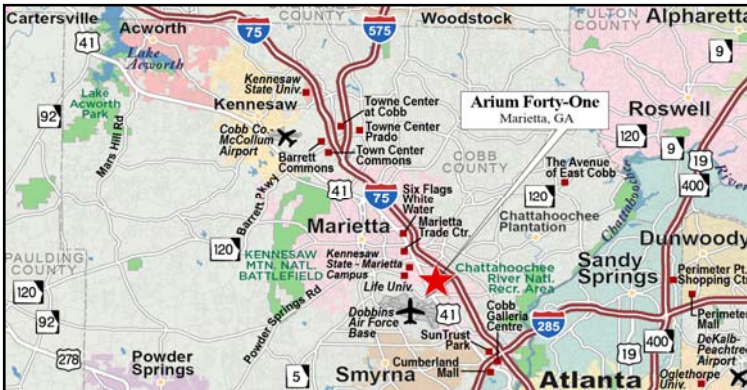 Cartersville
41
Acworth
Lake
Acworth
Lake
Acworth
Park
92
Mars Hill Rd
75
575
Woodstock
FULTON
COUNTY
Alpharetta
9
Kennesaw
State Univ.
Kennesaw
Cobb Co.-
McCollum
Airport
Towne Center
at Cobb
Towne Center
Prado
Town Center
Commons
Barrett
Commons
Barrett Pkwy
Arium Forty-One
Marietta, GA
Roswell
120
9
19
400
River
COBB
COUNTY
The Avenue
of East Cobb
120
Chattahoochee
Chattahoochee
Plantation
41
75
Six Flags
White
Water
Marietta
Marietta
Trade Ctr.
120
KENNESAW
MTN. NATL.
BATTLEFIELD
Kennesaw
State - Marietta
Campus
Life Univ.
PAULDING
COUNTY
120
92
278
Powder Springs Rd
Powder
Springs
5
Dobbins
Air Force
Base
41
Chattahoochee
River Natl.
Recr. Area
Cobb
Galleria
Centre
285
SunTrust
Park
Cumberland
Mall
Smyrna
Sandy
Springs
Dunwoody
Perimeter Pt.
Shopping Ctr.
Perimeter
Mall
400
19
DeKalb-
Peachtree
Airport
Oglethorpe
Univ.
Atlanta